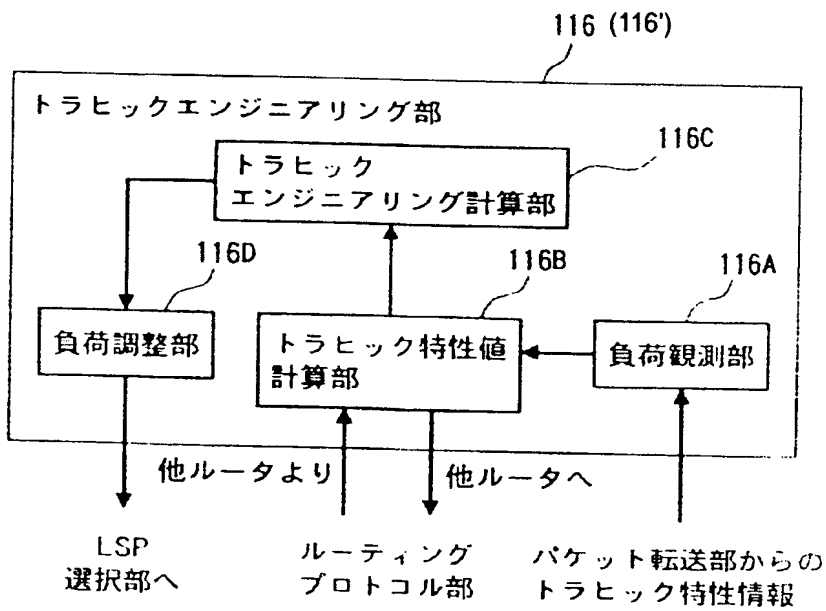 116 (116')
トラヒックエンジニアリング部
116C
トラヒック
エンジニアリング計算部
116D
116B
116A
負荷調整部
トラヒック特性値
計算部
負荷観測部
他ルータより
他ルータへ
LSP
選択部へ
ルーティング
プロトコル部
パケット転送部からの
トラヒック特性情報